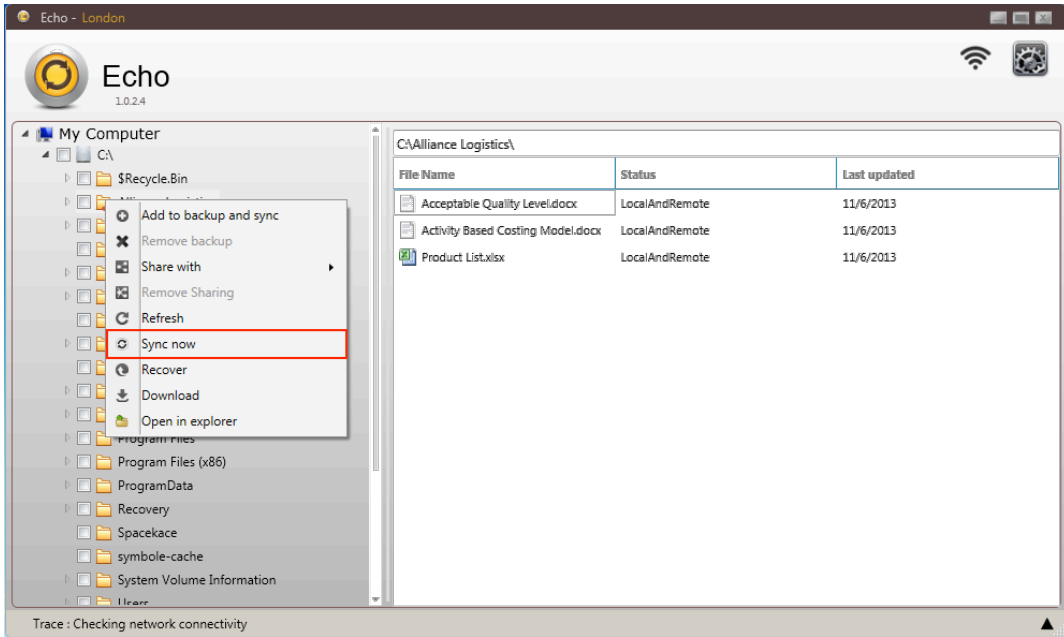 Echo - London
Echo
1.0.2.4
My Computer
C:\
$Recycle.Bin
Add to backup and sync
Remove backup
Share with
Remove Sharing
Refresh
Sync now
Recover
Download
Open in explorer
Program Files
Program Files (x86)
ProgramData
Recovery
Spacekace
symbole-cache
System Volume Information
Users
C:\Alliance Logistics\
File Name Status Last updated
Acceptable Quality Level.docx LocalAndRemote 11/6/2013
Activity Based Costing Model.docx LocalAndRemote 11/6/2013
Product List.xlsx LocalAndRemote 11/6/2013
Trace : Checking network connectivity